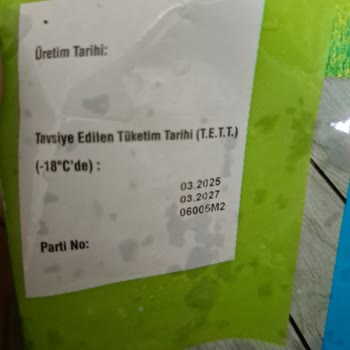 Üretim Tarihi:
Tavsiye Edilen Tüketim Tarihi (T.E.T.T.)
(-18°C'de) :
03.2025
03.2027
06005M2
Parti No: